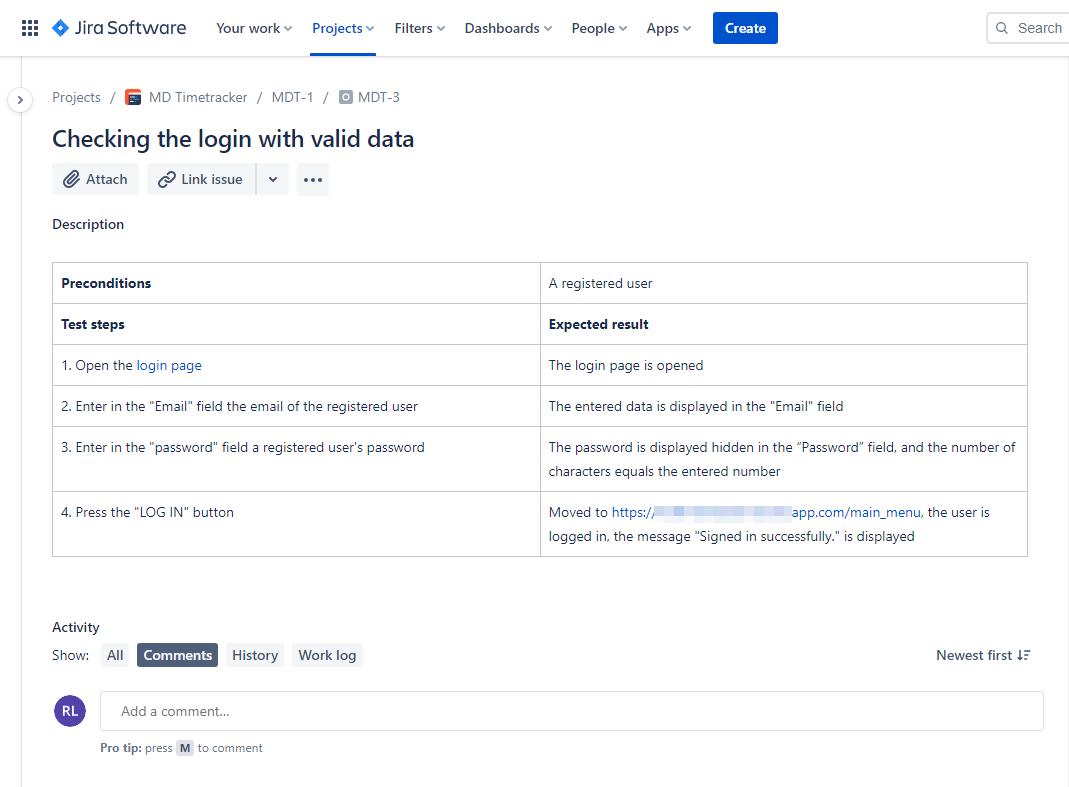 Jira Software Your work Projects Filters Dashboards People Apps Create Search
Projects / MD Timetracker / MDT-1 / MDT-3
Checking the login with valid data
Attach Link issue
Description
Preconditions A registered user
Test steps Expected result
1. Open the login page The login page is opened
2. Enter in the "Email" field the email of the registered user The entered data is displayed in the "Email" field
3. Enter in the "password" field a registered user's password The password is displayed hidden in the “Password” field, and the number of
characters equals the entered number
4. Press the "LOG IN" button Moved to https:// app.com/main_menu, the user is
logged in, the message "Signed in successfully." is displayed
Activity
Show: All Comments History Work log Newest first
RL Add a comment...
Pro tip: press M to comment